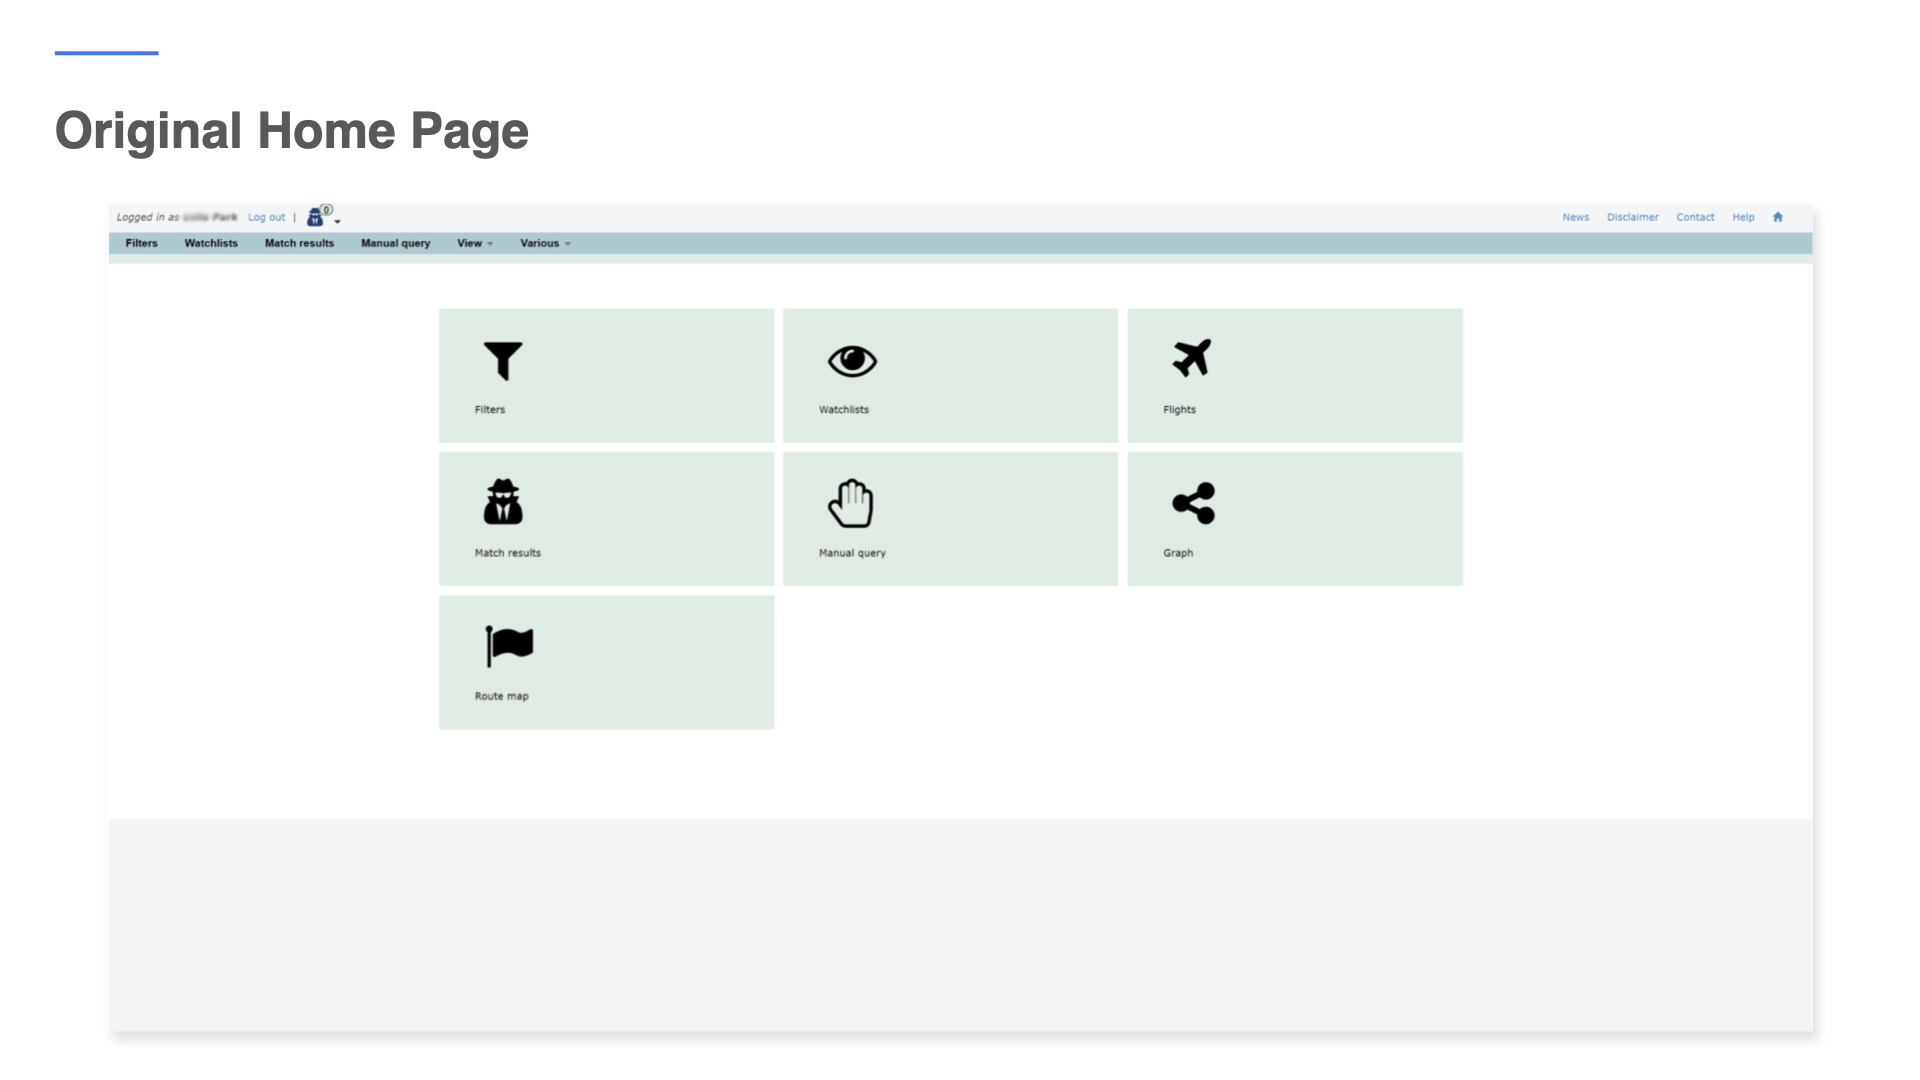 Original Home Page
Logged in as Park Log out | 0
News Disclaimer Contact Help
Filters Watchlists Match results Manual query View Various
Filters Watchlists Flights
Match results Manual query Graph
Route map